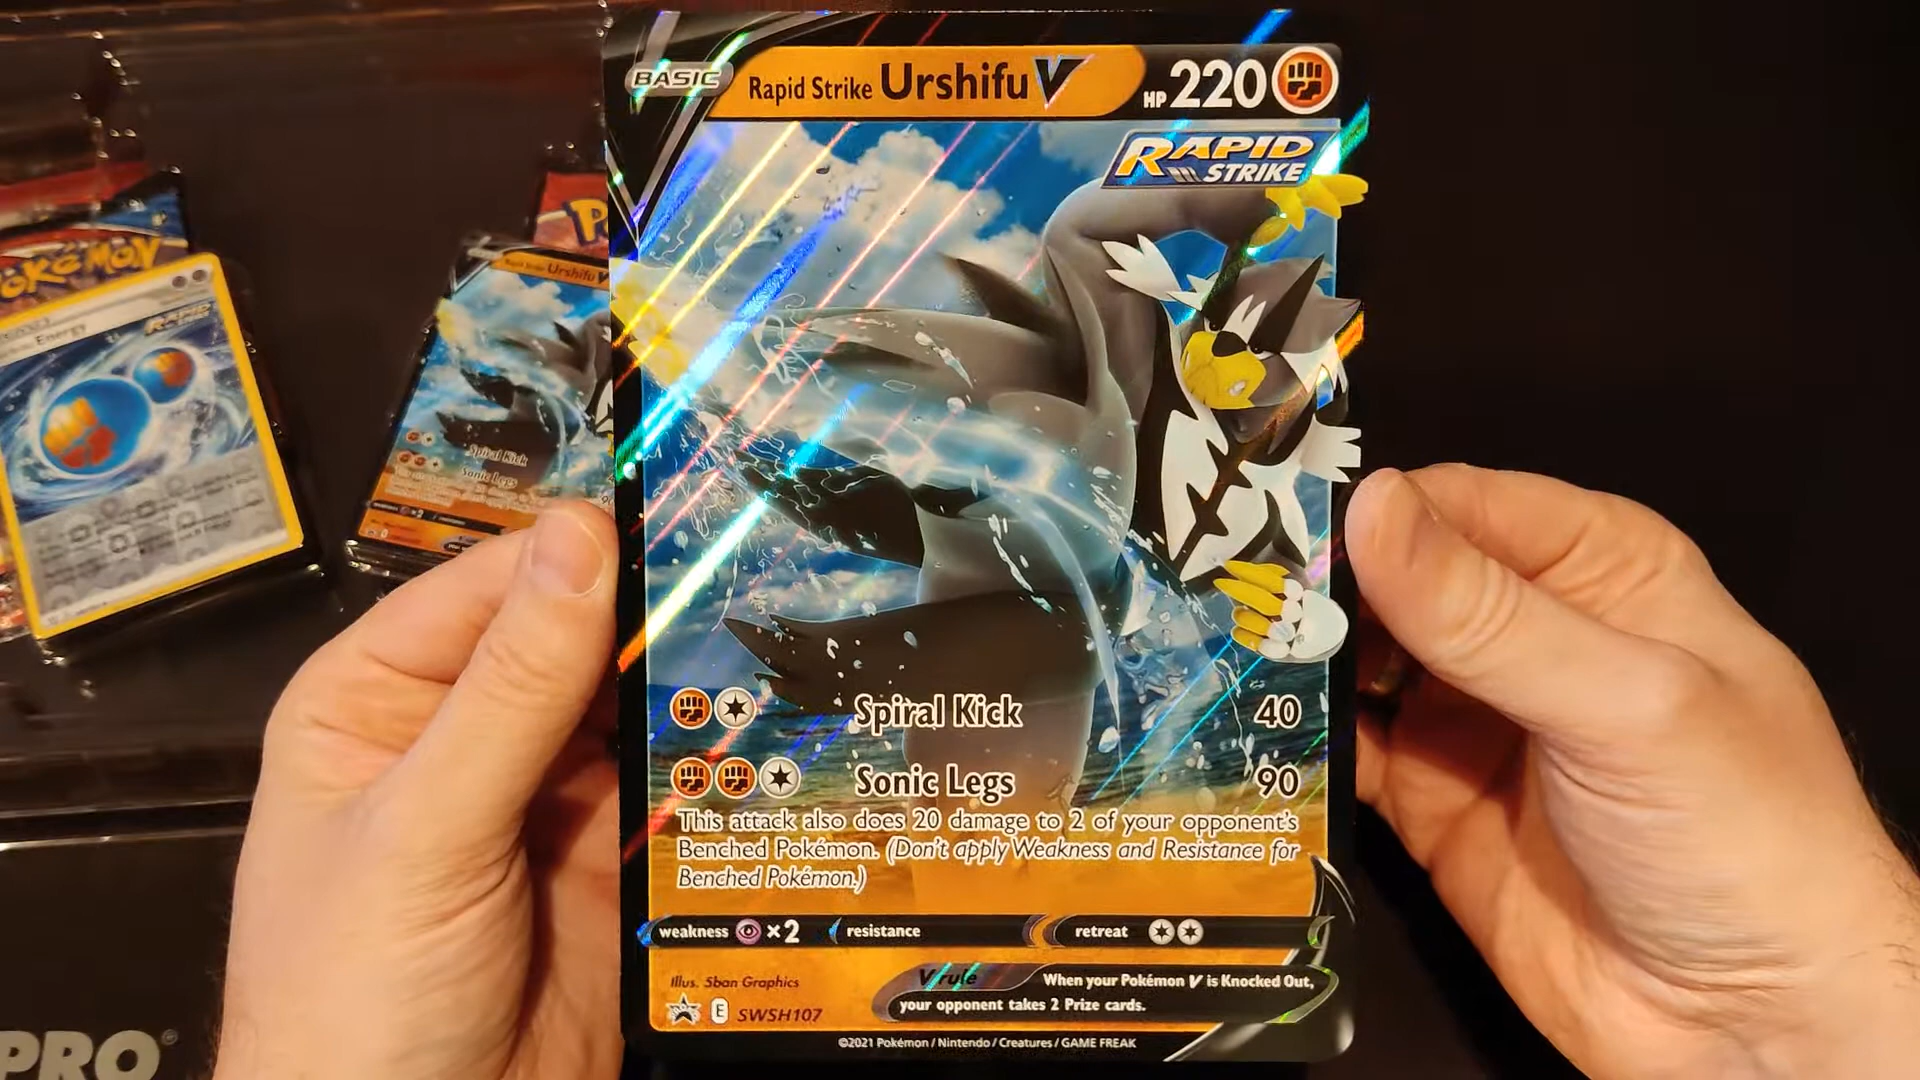 BASIC
Rapid Strike Urshifu V
HP 220
RAPID
STRIKE
Spiral Kick 40
Sonic Legs 90
This attack also does 20 damage to 2 of your opponent's
Benched Pokémon. (Don't apply Weakness and Resistance for
Benched Pokémon.)
weakness ×2 resistance retreat
Illus. 5ban Graphics
V rule When your Pokémon V is Knocked Out,
your opponent takes 2 Prize cards.
E SWSH107
©2021 Pokémon / Nintendo / Creatures / GAME FREAK
POKéMON
RAPID
Energy
Urshifu V
Spiral Kick
Sonic Legs
PRO®